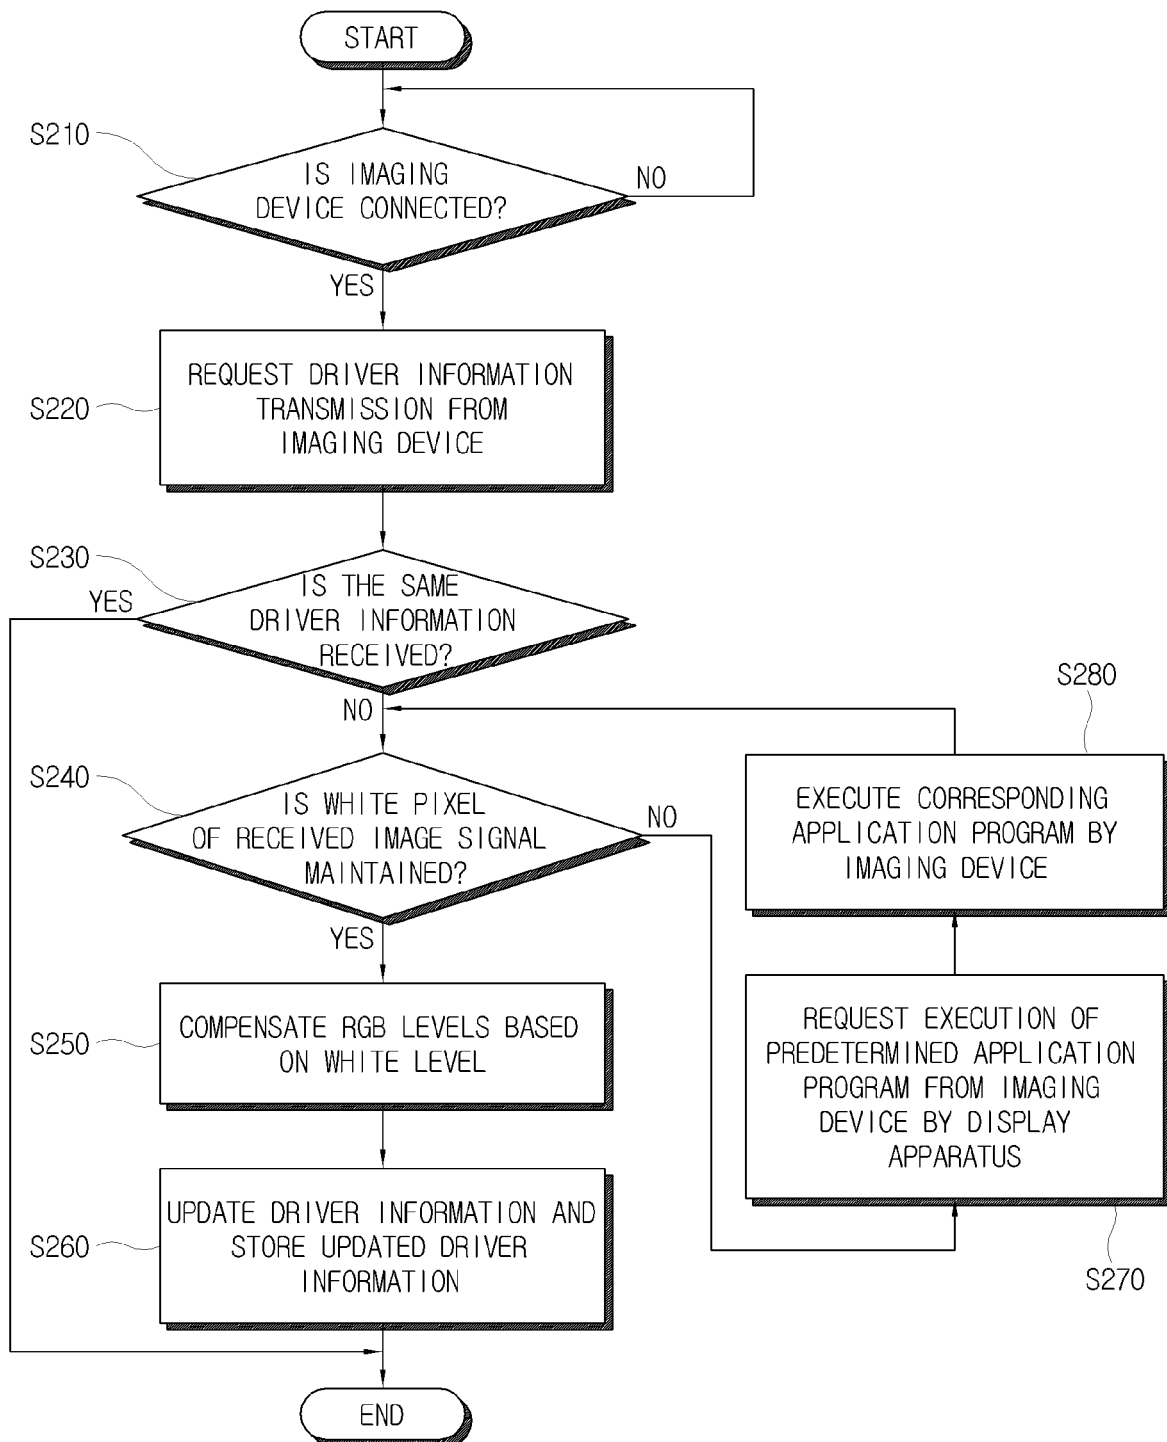 START
S210
IS IMAGING
DEVICE CONNECTED?
NO
YES
S220
REQUEST DRIVER INFORMATION
TRANSMISSION FROM
IMAGING DEVICE
S230
YES
IS THE SAME
DRIVER INFORMATION
RECEIVED?
NO
S240
IS WHITE PIXEL
OF RECEIVED IMAGE SIGNAL
MAINTAINED?
NO
YES
S280
EXECUTE CORRESPONDING
APPLICATION PROGRAM BY
IMAGING DEVICE
S250
COMPENSATE RGB LEVELS BASED
ON WHITE LEVEL
REQUEST EXECUTION OF
PREDETERMINED APPLICATION
PROGRAM FROM IMAGING
DEVICE BY DISPLAY
APPARATUS
S270
S260
UPDATE DRIVER INFORMATION AND
STORE UPDATED DRIVER
INFORMATION
END